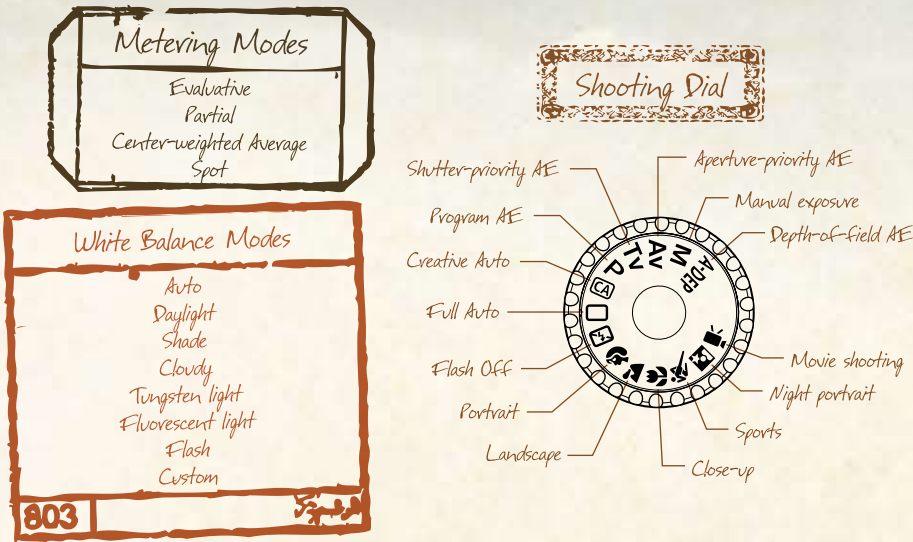 Metering Modes
Evaluative
Partial
Center-weighted Average
Spot
White Balance Modes
Auto
Daylight
Shade
Cloudy
Tungsten light
Fluorescent light
Flash
Custom
803
Shooting Dial
Shutter-priority AE
Aperture-priority AE
Program AE
Manual exposure
Creative Auto
Depth-of-field AE
Full Auto
Flash Off
Movie shooting
Portrait
Night portrait
Landscape
Sports
Close-up
P
Tv
Av
M
A-DEP
CA